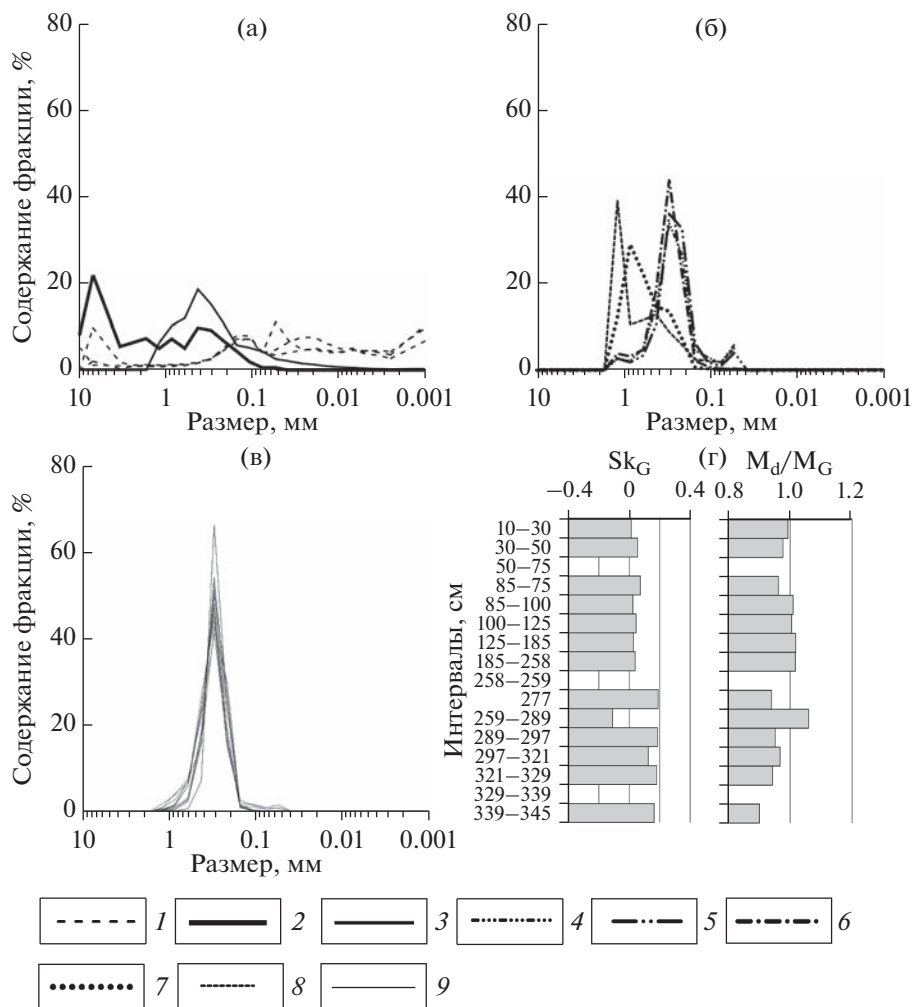 (а)
80
60
40
20
0
Содержание фракции, %
10 1 0.1 0.01 0.001
Размер, мм
(б)
80
60
40
20
0
10 1 0.1 0.01 0.001
Размер, мм
(в)
80
60
40
20
0
Содержание фракции, %
10 1 0.1 0.01 0.001
Размер, мм
(г)
Sk_G M_d/M_G
−0.4 0 0.4 0.8 1.0 1.2
Интервалы, см
10−30
30−50
50−75
85−75
85−100
100−125
125−185
185−258
258−259
277
259−289
289−297
297−321
321−329
329−339
339−345
1 2 3 4 5 6
7 8 9